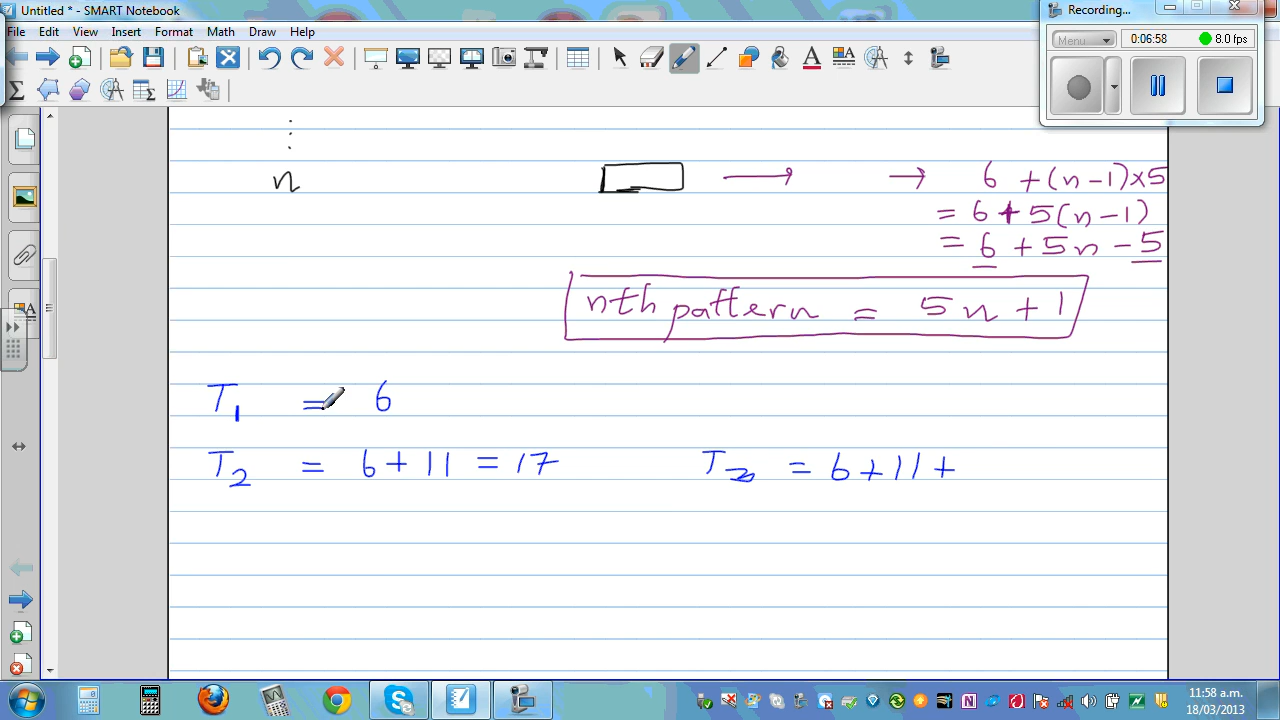 Untitled * - SMART Notebook
File Edit View Insert Format Math Draw Help
Recording...
Menu 0:06:58 8.0 fps
⋮
n → → 6 + (n-1)×5
= 6 + 5(n-1)
= 6 + 5n - 5
nth pattern = 5n + 1
T1 = 6
T2 = 6 + 11 = 17 T3 = 6 + 11 +
11:58 a.m.
18/03/2013